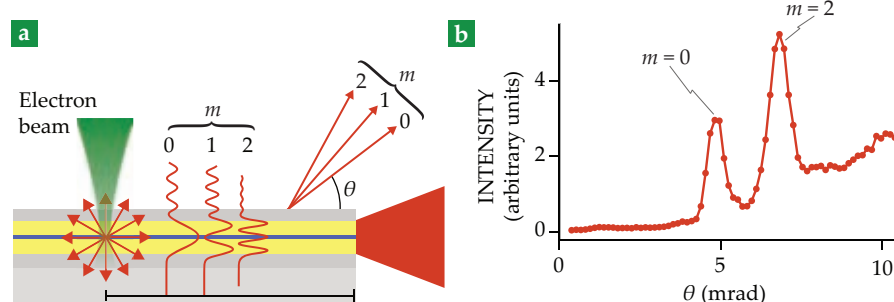 a
Electron
beam
m
0 1 2
2
1
0
m
θ
b
m = 0
m = 2
INTENSITY
(arbitrary units)
4
2
0
0 5 10
θ (mrad)